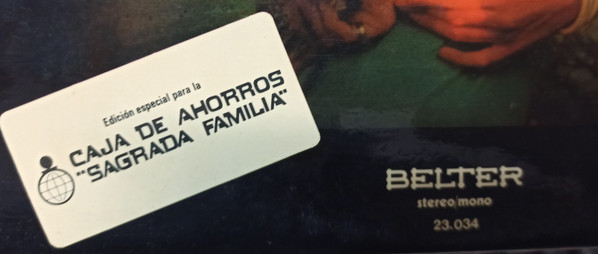 Edición especial para la
CAJA DE AHORROS
"SAGRADA FAMILIA"
BELTER
stereo/mono
23.034